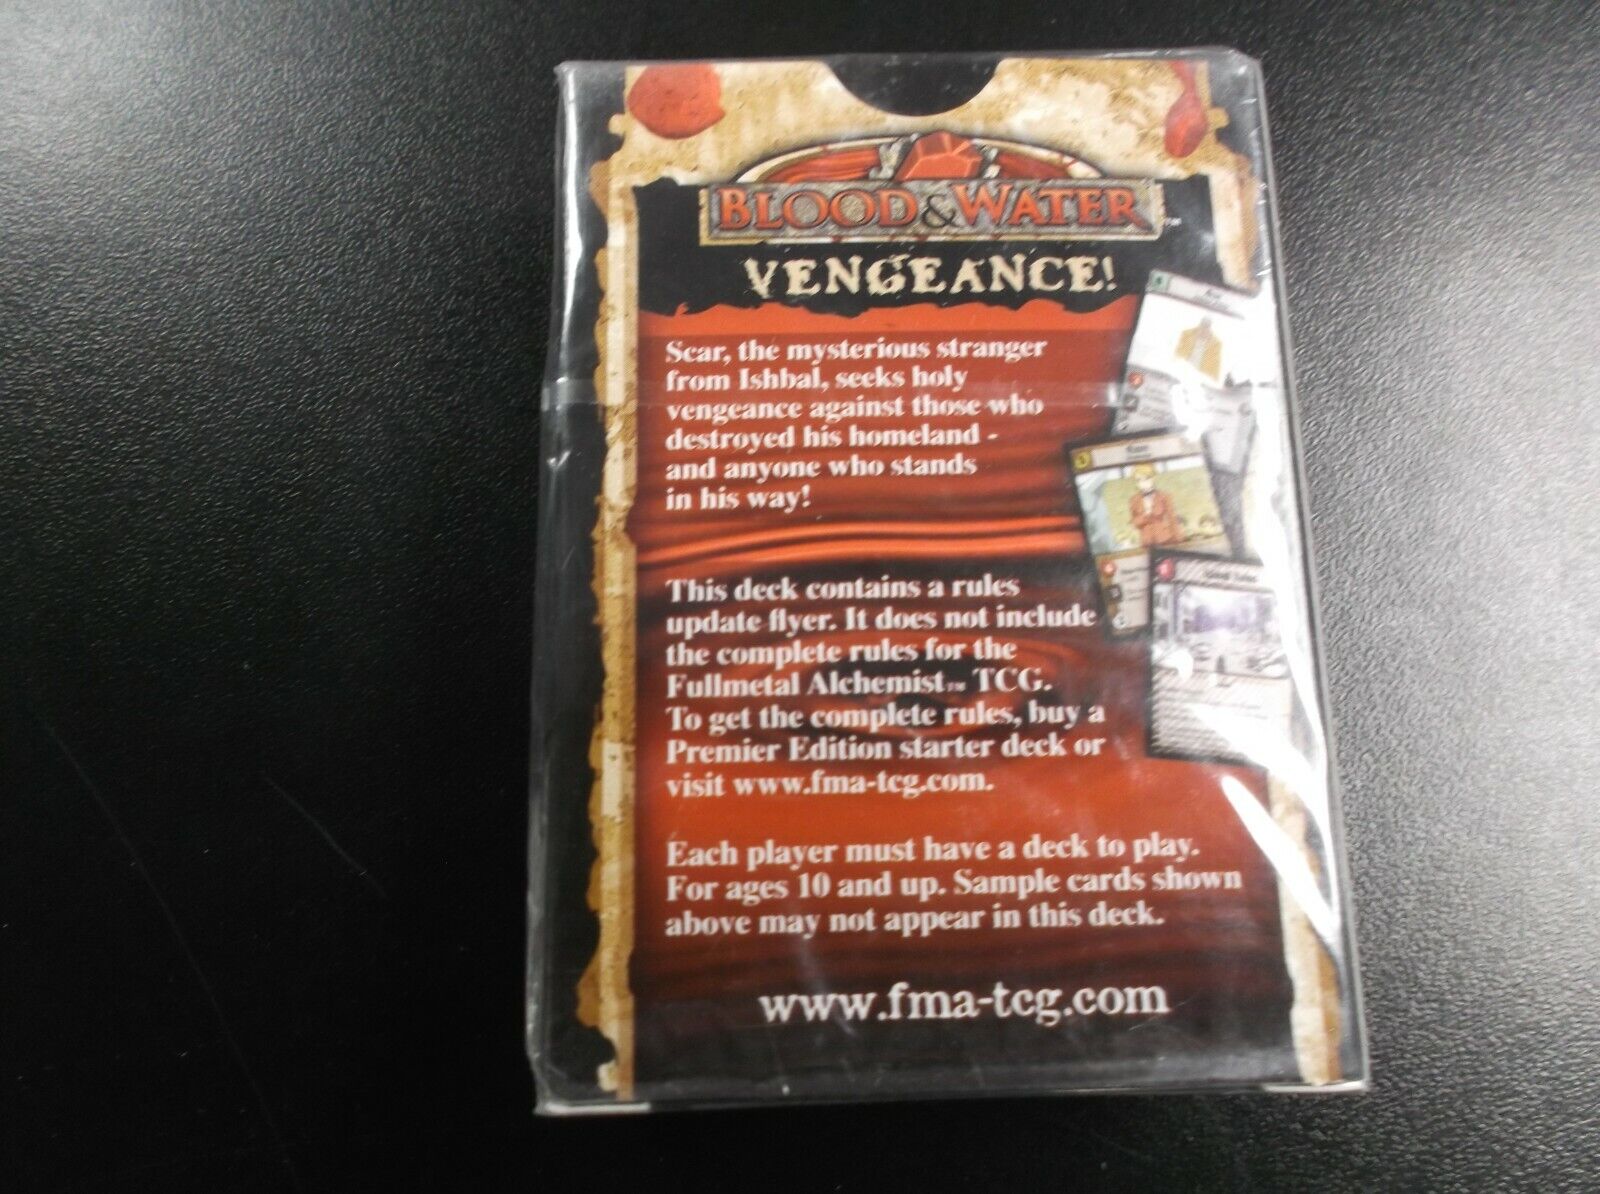 BLOOD & WATER™
VENGEANCE!
Scar, the mysterious stranger
from Ishbal, seeks holy
vengeance against those who
destroyed his homeland -
and anyone who stands
in his way!
This deck contains a rules
update flyer. It does not include
the complete rules for the
Fullmetal Alchemist™ TCG.
To get the complete rules, buy a
Premier Edition starter deck or
visit www.fma-tcg.com.
Each player must have a deck to play.
For ages 10 and up. Sample cards shown
above may not appear in this deck.
www.fma-tcg.com